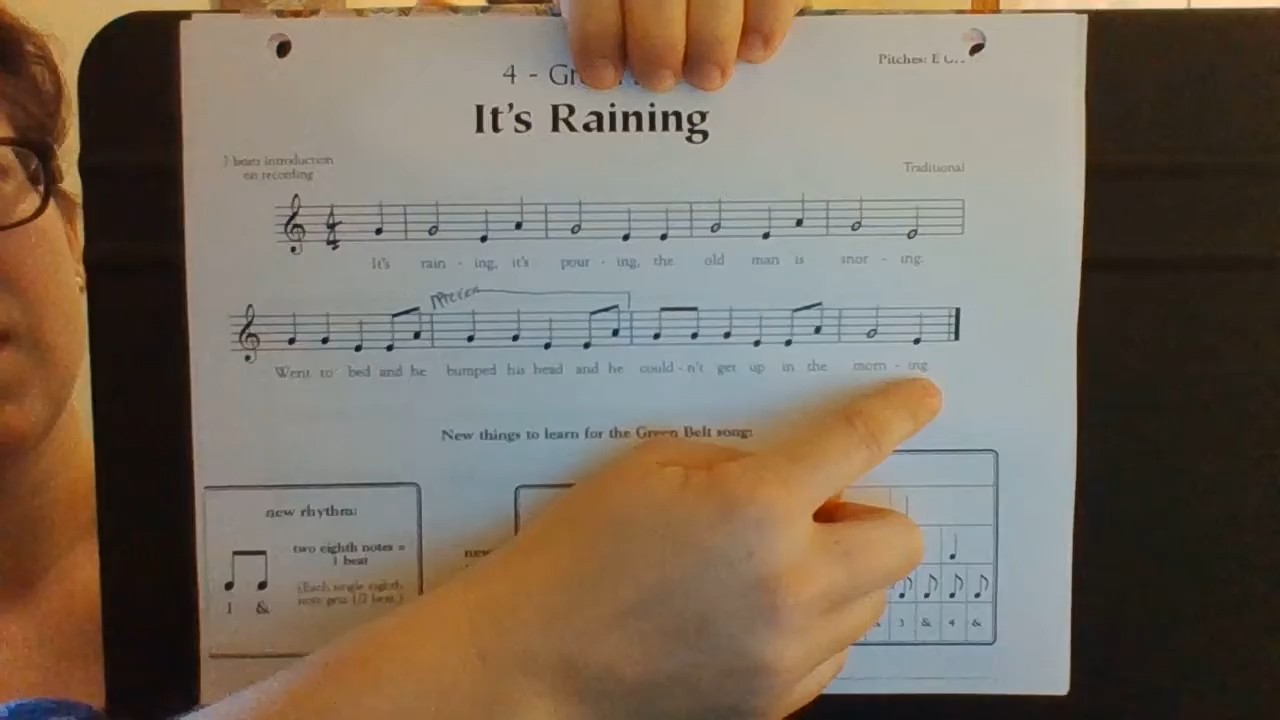 4 - Gr
Pitches: E
It's Raining
beats introduction
on recording
Traditional
4
4
It's rain - ing, it's pour - ing, the old man is snor - ing.
Went to bed and he bumped his head and he could - n't get up in the morn - ing
New things to learn for the Green Belt song:
new rhythm:
two eighth notes =
1 beat
(Each single eighth
note gets 1/2 beat.)
1 &
new
3 & 4 &